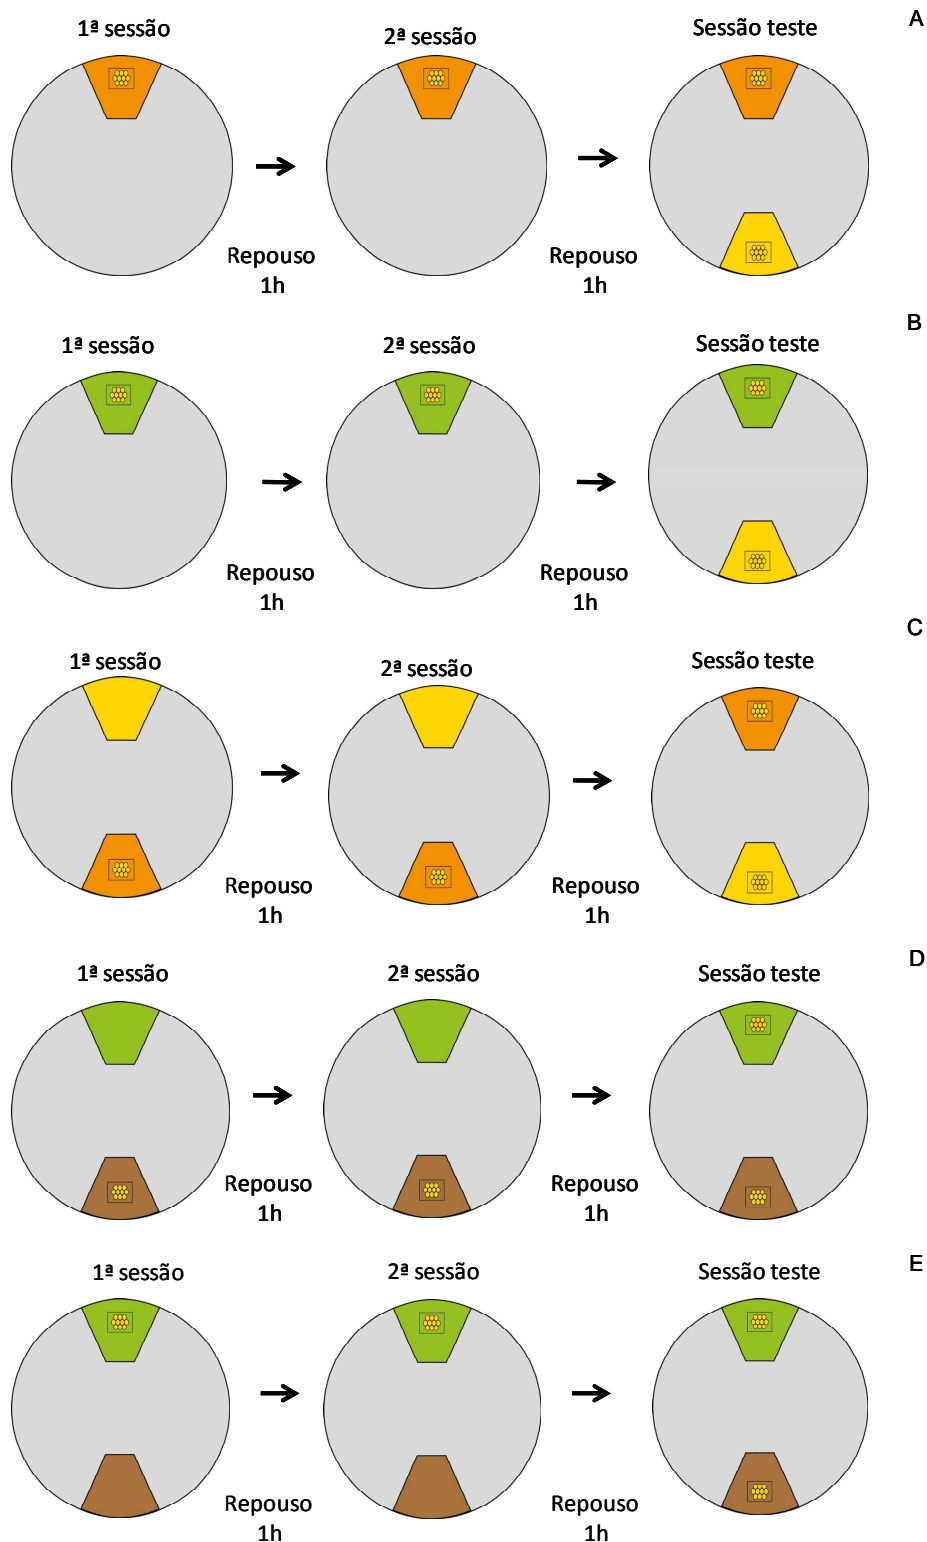 A
1ª sessão
2ª sessão
Sessão teste
Repouso
1h
Repouso
1h
B
1ª sessão
2ª sessão
Sessão teste
Repouso
1h
Repouso
1h
C
1ª sessão
2ª sessão
Sessão teste
Repouso
1h
Repouso
1h
D
1ª sessão
2ª sessão
Sessão teste
Repouso
1h
Repouso
1h
E
1ª sessão
2ª sessão
Sessão teste
Repouso
1h
Repouso
1h